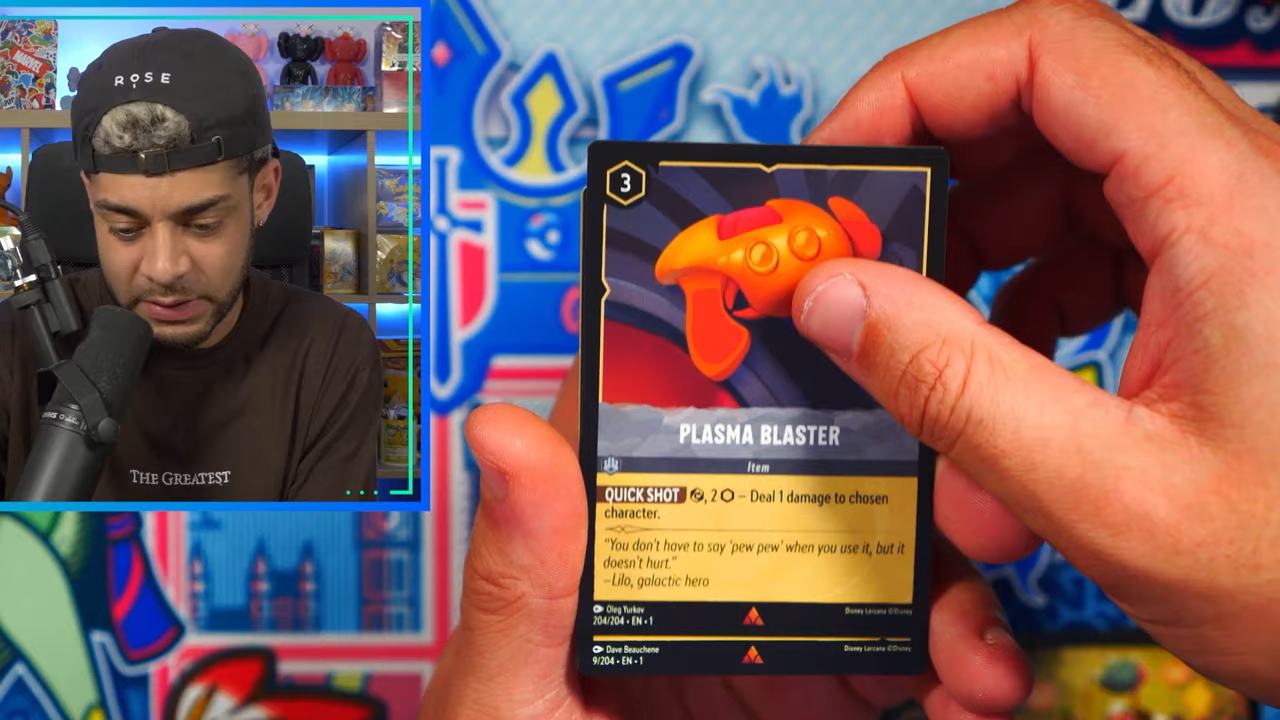 MARVEL
ROSE
THE GREATEST
3
PLASMA BLASTER
Item
QUICK SHOT , 2 – Deal 1 damage to chosen
character.
“You don't have to say ‘pew pew’ when you use it, but it
doesn't hurt.”
–Lilo, galactic hero
Oleg Yurkov
Disney Lorcana ©Disney
204/204 • EN • 1
Dave Beauchene
Disney Lorcana ©Disney
9/204 • EN • 1